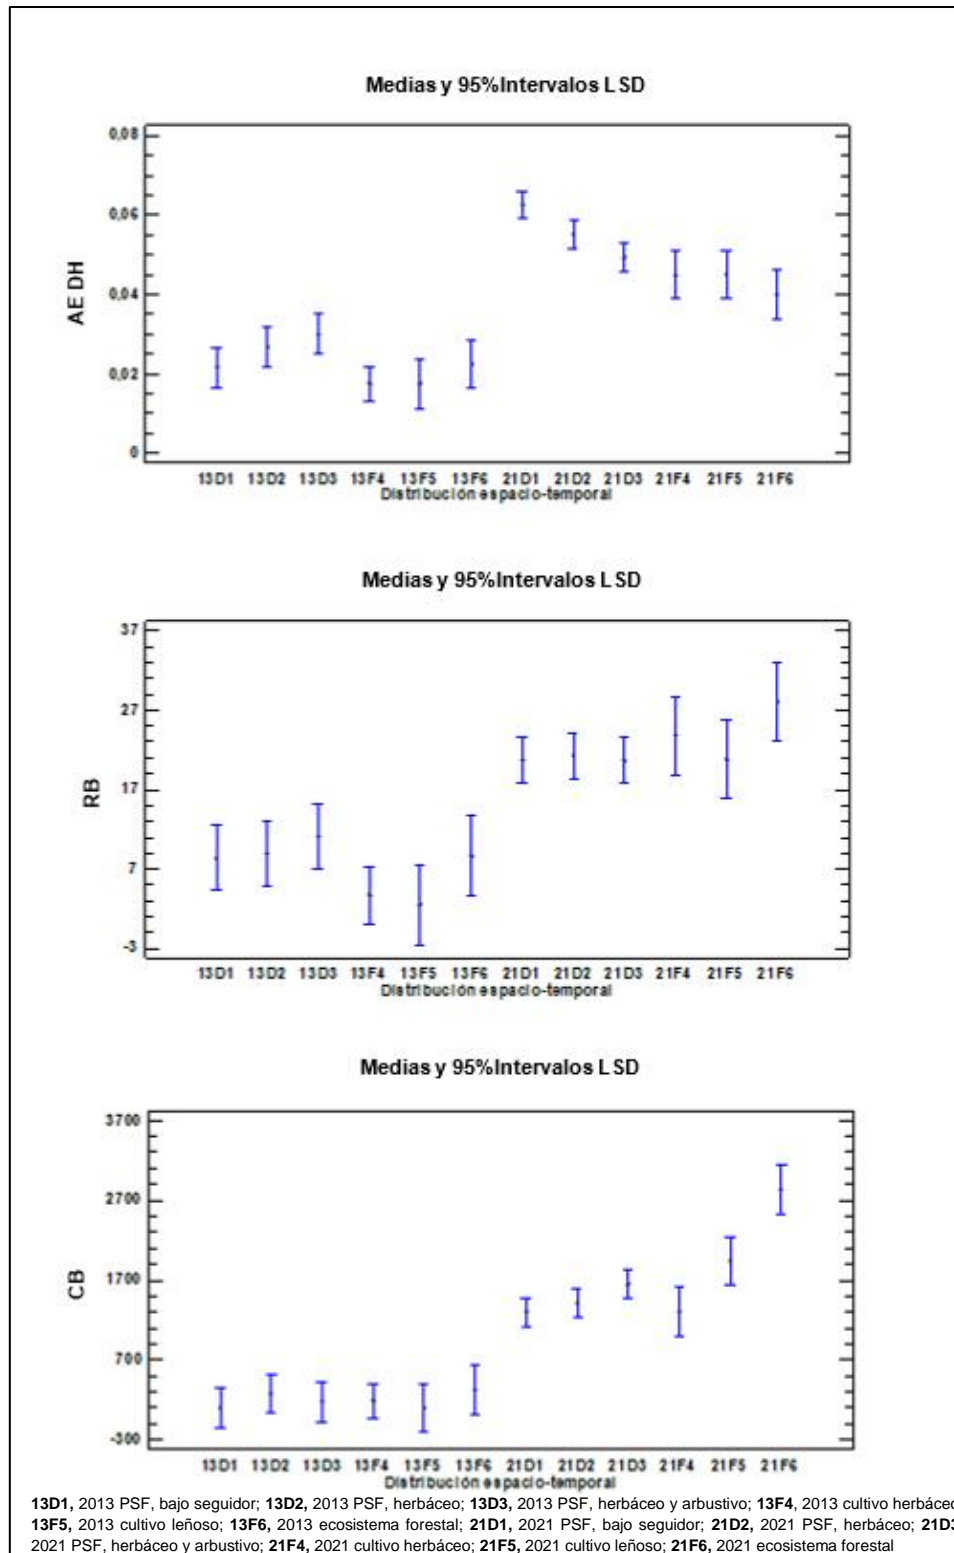 Medias y 95%Intervalos LSD
0,08
0,06
0,04
0,02
0
AE DH
13D1 13D2 13D3 13F4 13F5 13F6 21D1 21D2 21D3 21F4 21F5 21F6
Distribución espacio-temporal
Medias y 95%Intervalos LSD
37
27
17
7
-3
RB
13D1 13D2 13D3 13F4 13F5 13F6 21D1 21D2 21D3 21F4 21F5 21F6
Distribución espacio-temporal
Medias y 95%Intervalos LSD
3700
2700
1700
700
-300
CB
13D1 13D2 13D3 13F4 13F5 13F6 21D1 21D2 21D3 21F4 21F5 21F6
Distribución espacio-temporal
13D1, 2013 PSF, bajo seguidor; 13D2, 2013 PSF, herbáceo; 13D3, 2013 PSF, herbáceo y arbustivo; 13F4, 2013 cultivo herbáceo
13F5, 2013 cultivo leñoso; 13F6, 2013 ecosistema forestal; 21D1, 2021 PSF, bajo seguidor; 21D2, 2021 PSF, herbáceo; 21D3
2021 PSF, herbáceo y arbustivo; 21F4, 2021 cultivo herbáceo; 21F5, 2021 cultivo leñoso; 21F6, 2021 ecosistema forestal